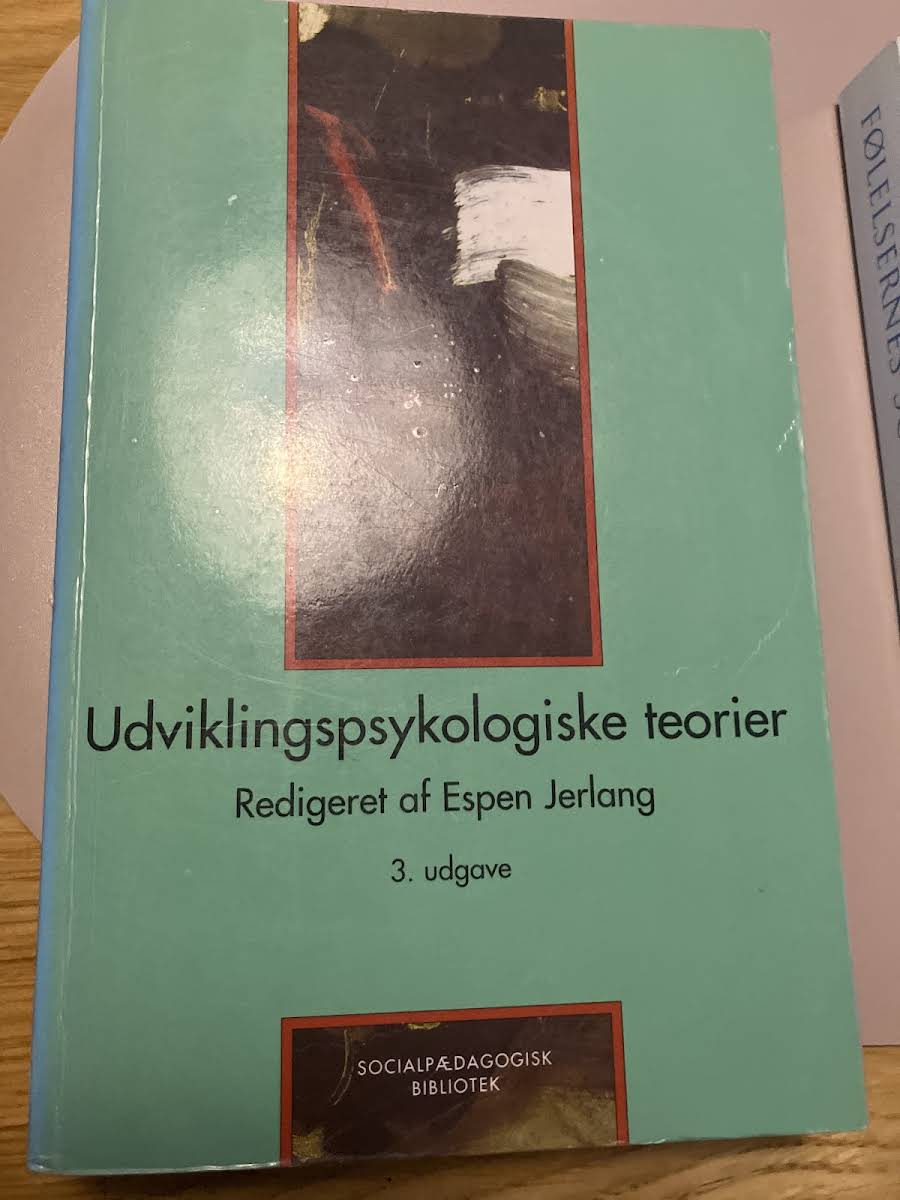 Udviklingspsykologiske teorier
Redigeret af Espen Jerlang
3. udgave
SOCIALPÆDAGOGISK
BIBLIOTEK
FØLELSERNES